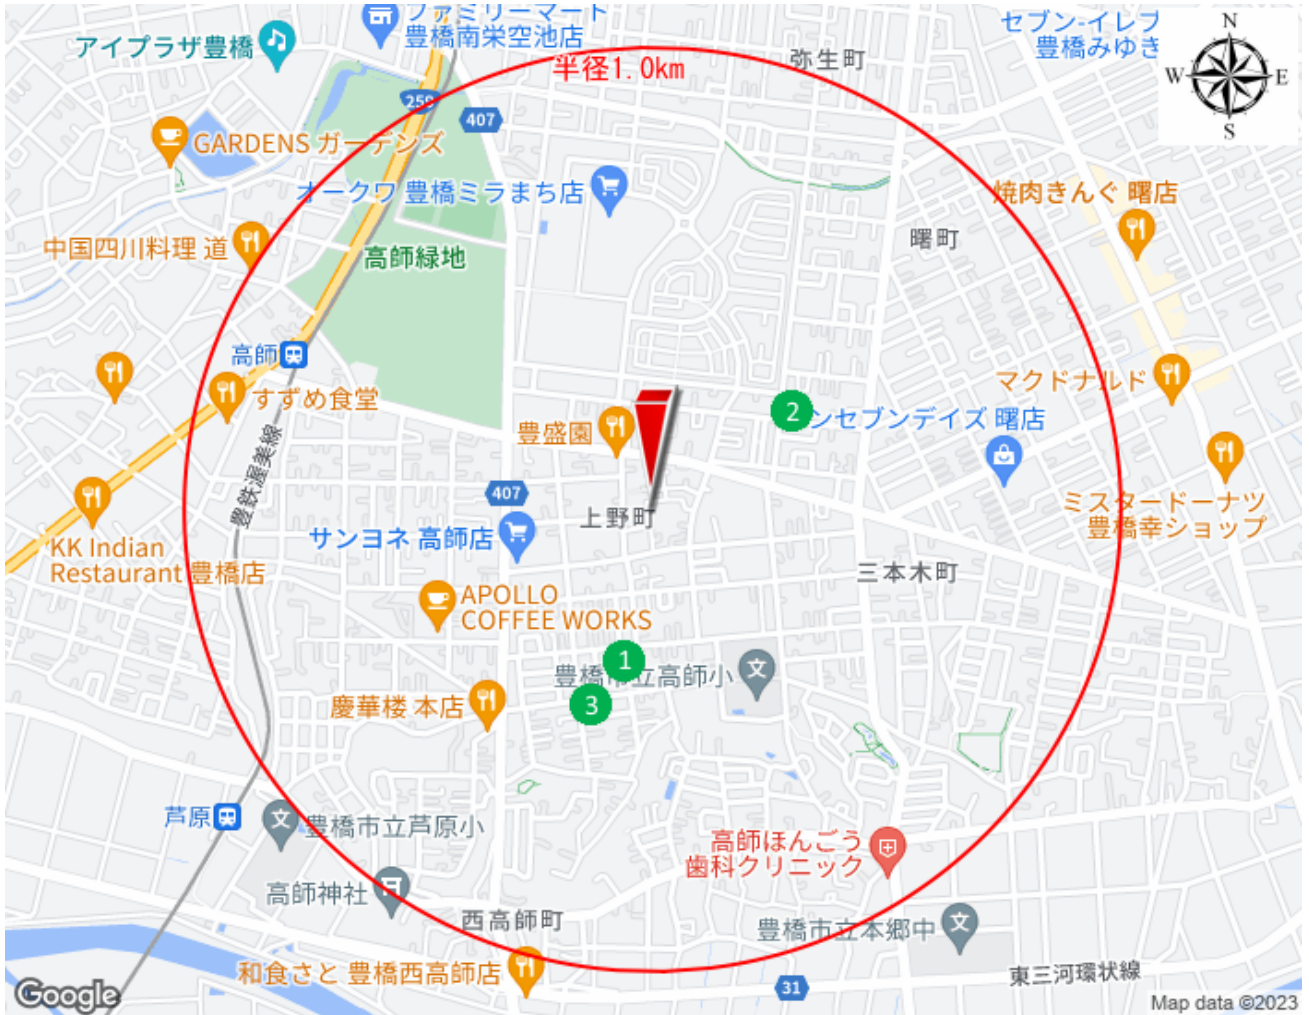 ファミリーマート
豊橋南栄空池店
アイプラザ豊橋
セブン-イレブ
豊橋みゆき
弥生町
N
W
E
S
半径1.0km
259
407
GARDENS ガーデンズ
オークワ 豊橋ミラまち店
焼肉きんぐ 曙店
中国四川料理 道
高師緑地
曙町
高師
すずめ食堂
マクドナルド
2
ンセブンデイズ 曙店
豊盛園
豊鉄渥美線
407
上野町
サンヨネ 高師店
ミスタードーナツ
豊橋幸ショップ
KK Indian
Restaurant 豊橋店
三本木町
APOLLO
COFFEE WORKS
1
豊橋市立高師小
3
慶華楼 本店
芦原
豊橋市立芦原小
高師ほんごう
歯科クリニック
高師神社
西高師町
豊橋市立本郷中
和食さと 豊橋西高師店
31
東三河環状線
Google
Map data ©2023